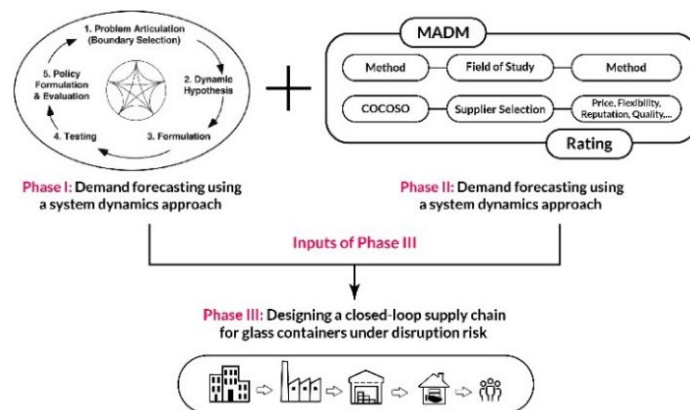 1. Problem Articulation
(Boundary Selection)
2. Dynamic
Hypothesis
3. Formulation
4. Testing
5. Policy
Formulation
& Evaluation
MADM
Method
Field of Study
Method
COCOSO
Supplier Selection
Price, Flexibility,
Reputation, Quality,...
Rating
Phase I: Demand forecasting using
a system dynamics approach
Phase II: Demand forecasting using
a system dynamics approach
Inputs of Phase III
Phase III: Designing a closed-loop supply chain
for glass containers under disruption risk